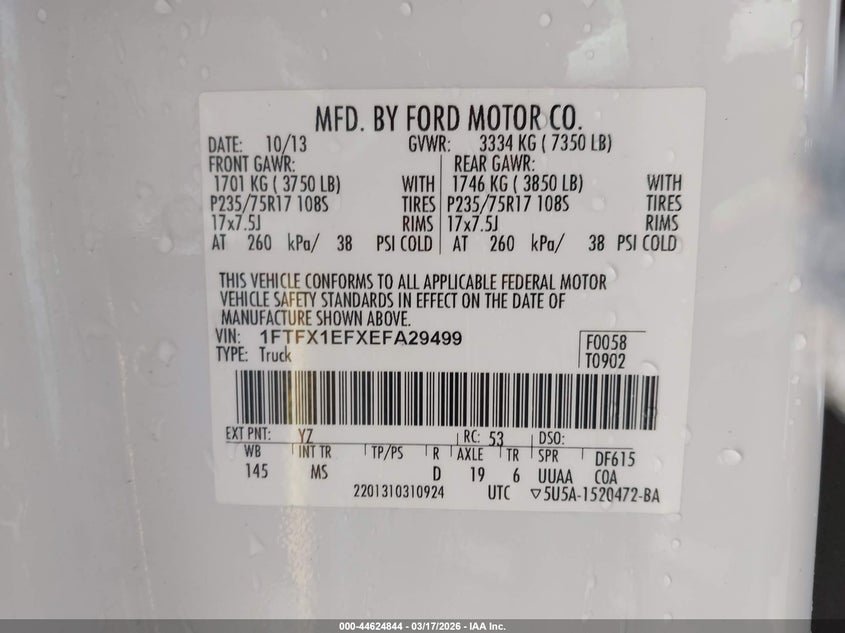 MFD. BY FORD MOTOR CO.
DATE: 10/13 GVWR: 3334 KG ( 7350 LB)
FRONT GAWR: REAR GAWR:
1701 KG ( 3750 LB) WITH 1746 KG ( 3850 LB) WITH
P235/75R17 108S TIRES P235/75R17 108S TIRES
17x7.5J RIMS 17x7.5J RIMS
AT 260 kPa/ 38 PSI COLD AT 260 kPa/ 38 PSI COLD
THIS VEHICLE CONFORMS TO ALL APPLICABLE FEDERAL MOTOR
VEHICLE SAFETY STANDARDS IN EFFECT ON THE DATE OF
MANUFACTURE SHOWN ABOVE.
VIN: 1FTFX1EFXEFA29499 F0058
TYPE: Truck T0902
EXT PNT: YZ RC: 53 DSO:
WB INT TR TP/PS R AXLE TR SPR DF615
145 MS D 19 6 UUAA COA
2201310310924 UTC ▽5U5A-1520472-BA
000-44624844 / 03/17/2026 - IAA Inc.